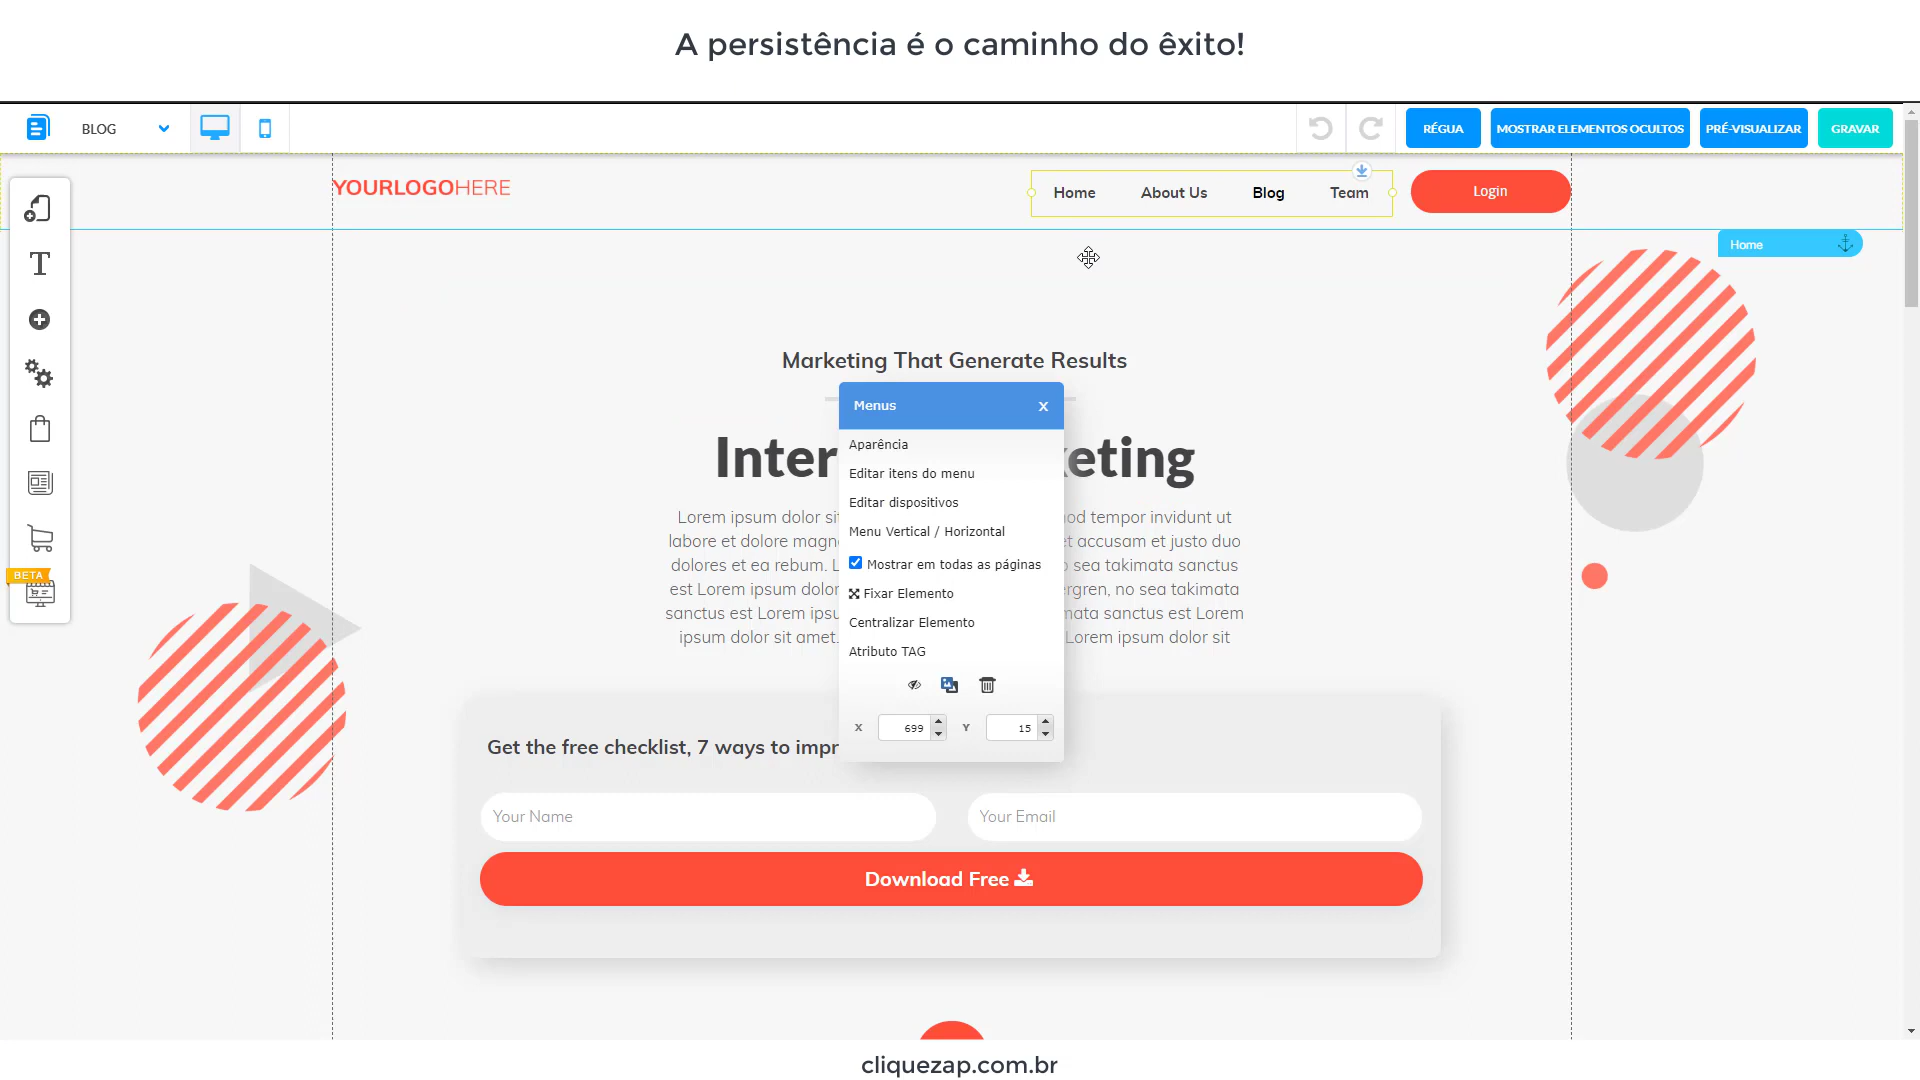 A persistência é o caminho do êxito!
BLOG
RÉGUA
MOSTRAR ELEMENTOS OCULTOS
PRÉ-VISUALIZAR
GRAVAR
YOURLOGOHERE
Home
About Us
Blog
Team
Login
Home
BETA
Marketing That Generate Results
Menus
X
Aparência
Editar itens do menu
Editar dispositivos
Menu Vertical / Horizontal
Mostrar em todas as páginas
Fixar Elemento
Centralizar Elemento
Atributo TAG
X 699 Y 15
Inter eting
Lorem ipsum dolor sit od tempor invidunt ut
labore et dolore magn et accusam et justo duo
dolores et ea rebum. L sea takimata sanctus
est Lorem ipsum dolor rgren, no sea takimata
sanctus est Lorem ipsu mata sanctus est Lorem
ipsum dolor sit amet. Lorem ipsum dolor sit
Get the free checklist, 7 ways to impr
Your Name
Your Email
Download Free
cliquezap.com.br